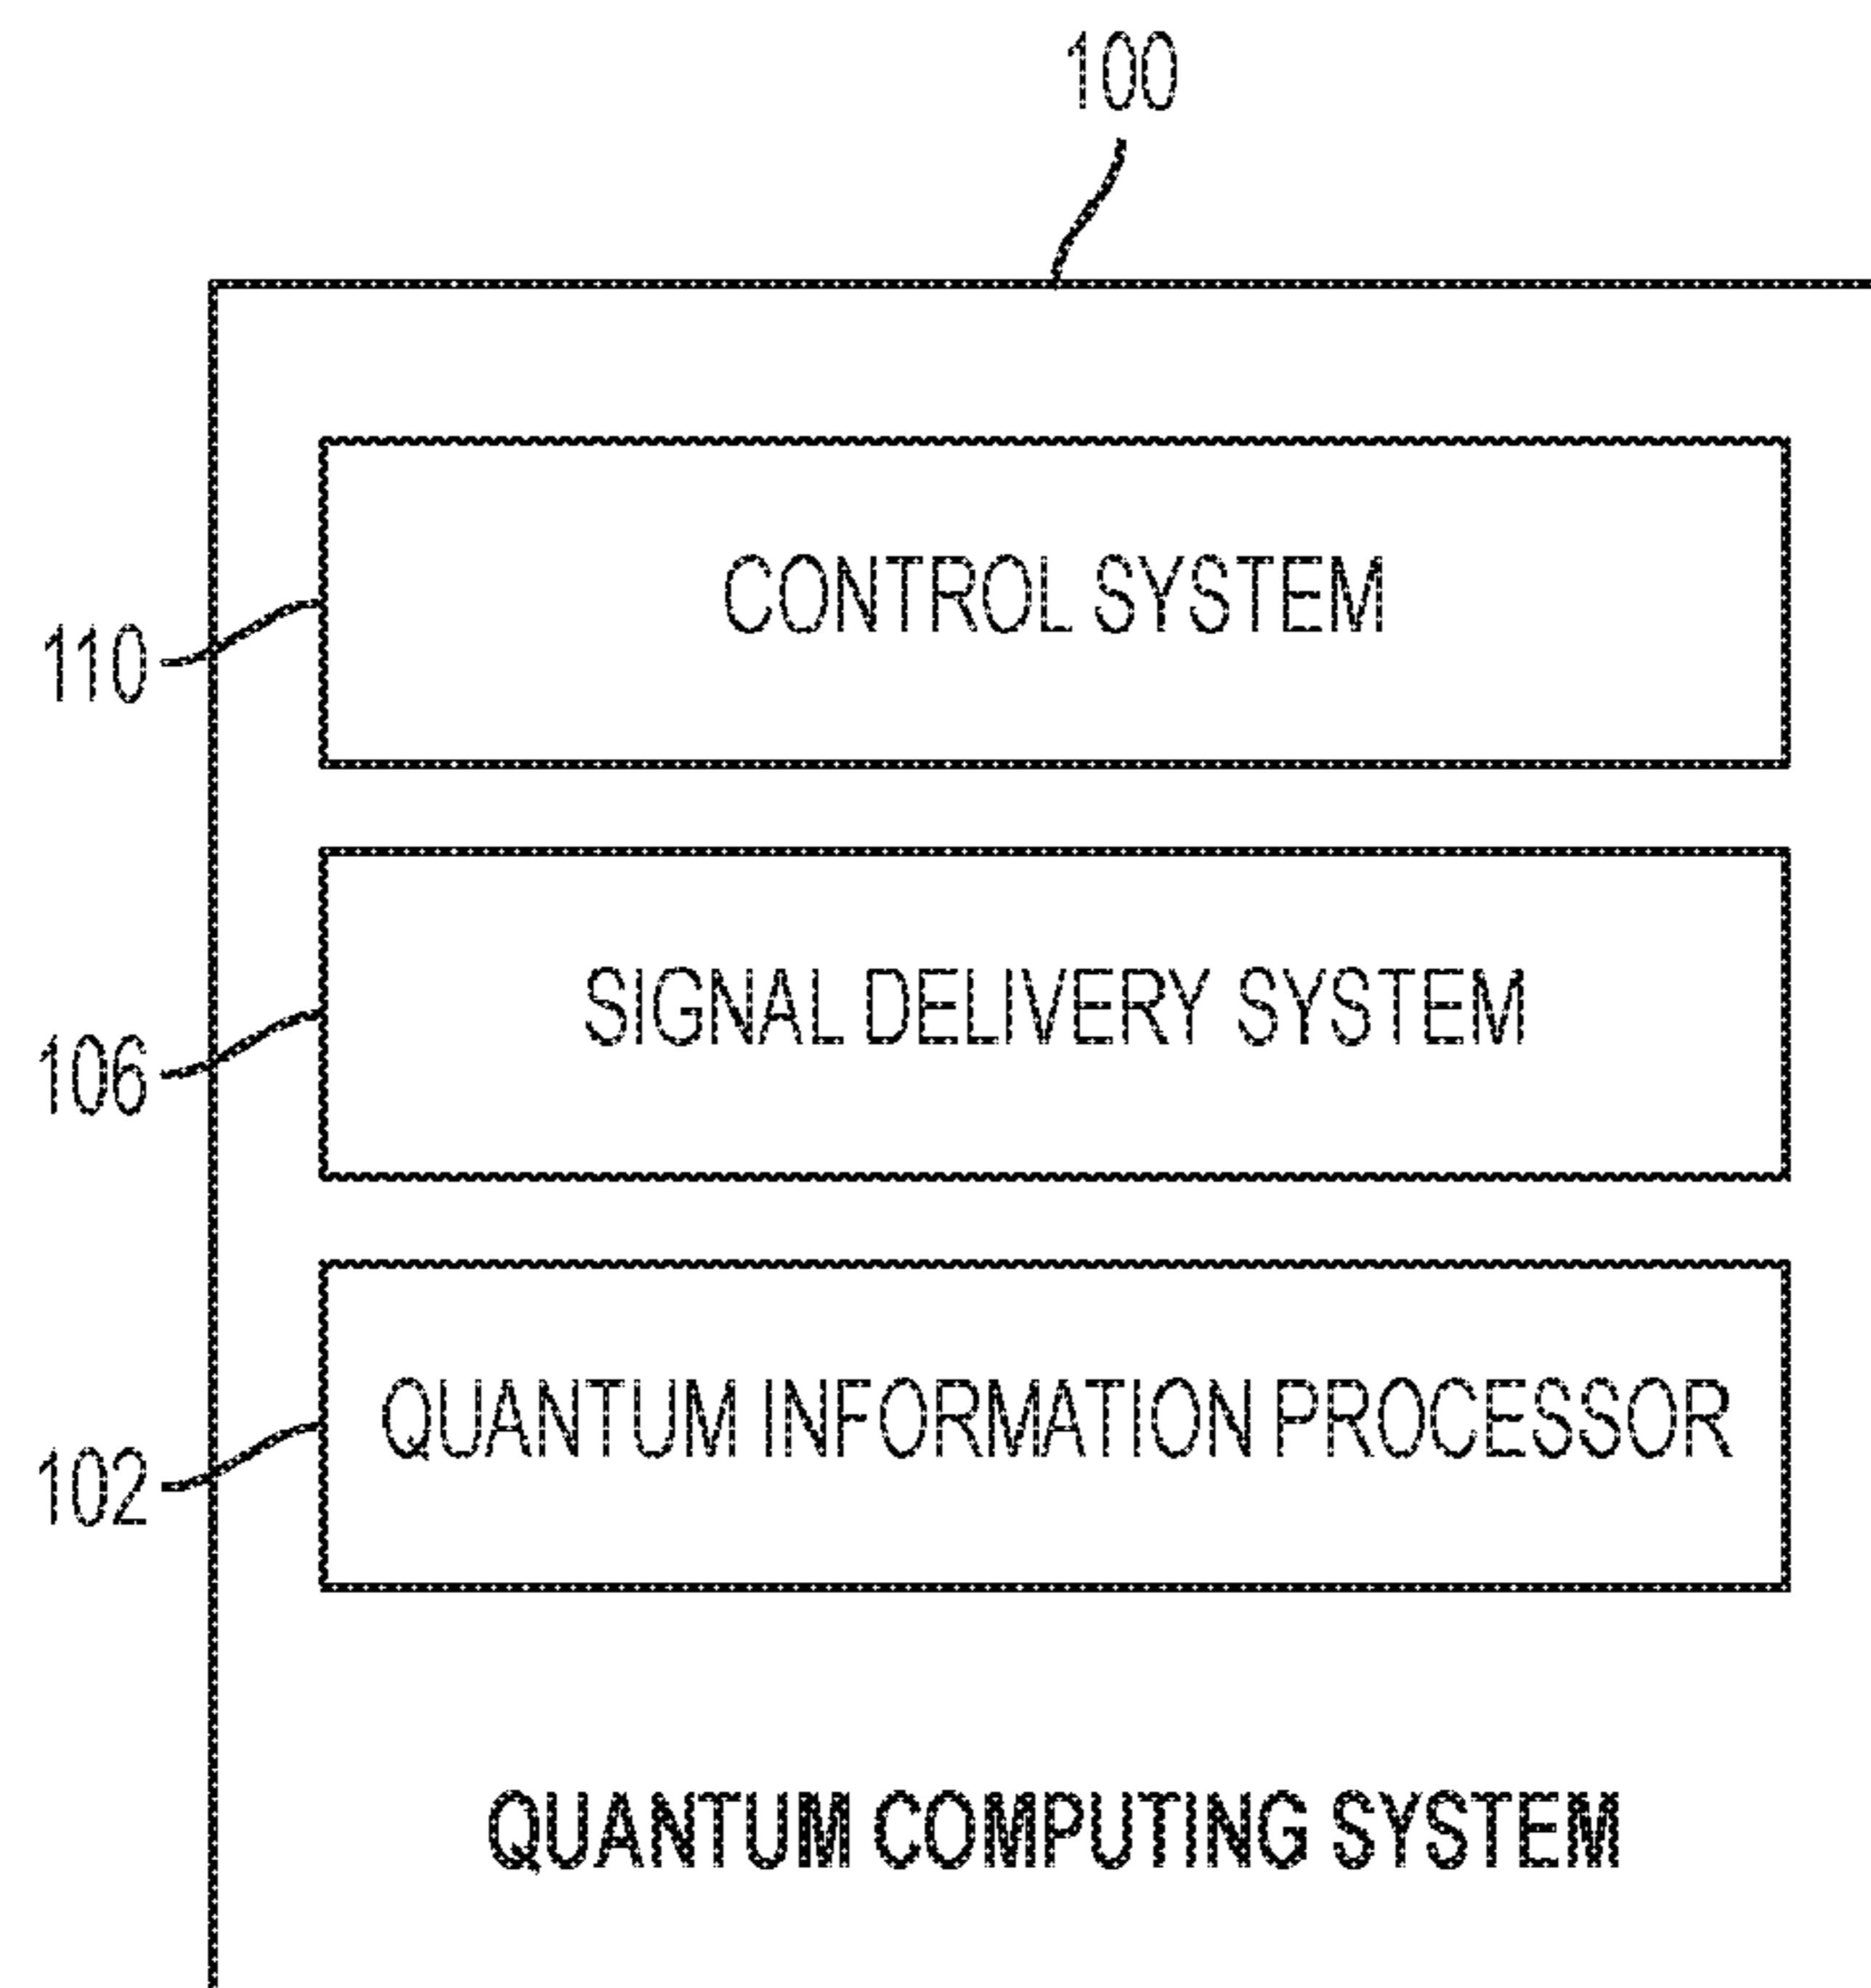 100
CONTROL SYSTEM
110
SIGNAL DELIVERY SYSTEM
106
QUANTUM INFORMATION PROCESSOR
102
QUANTUM COMPUTING SYSTEM